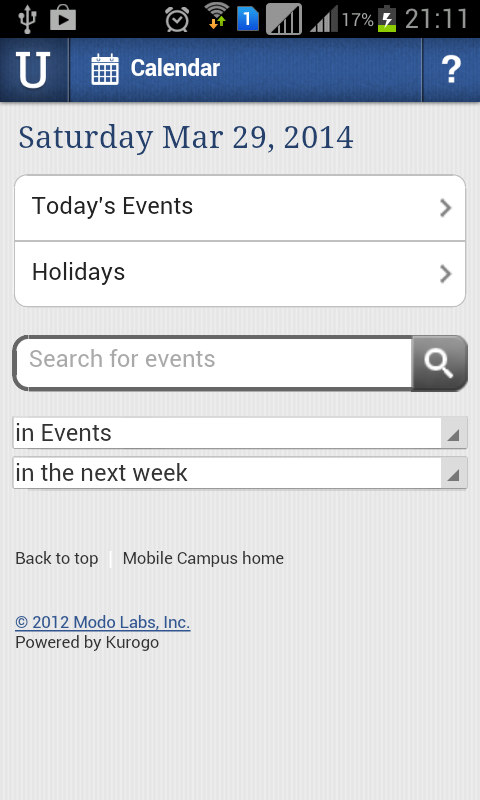 1 17% 21:11
U Calendar ?
Saturday Mar 29, 2014
Today's Events
Holidays
Search for events
in Events
in the next week
Back to top | Mobile Campus home
© 2012 Modo Labs, Inc.
Powered by Kurogo